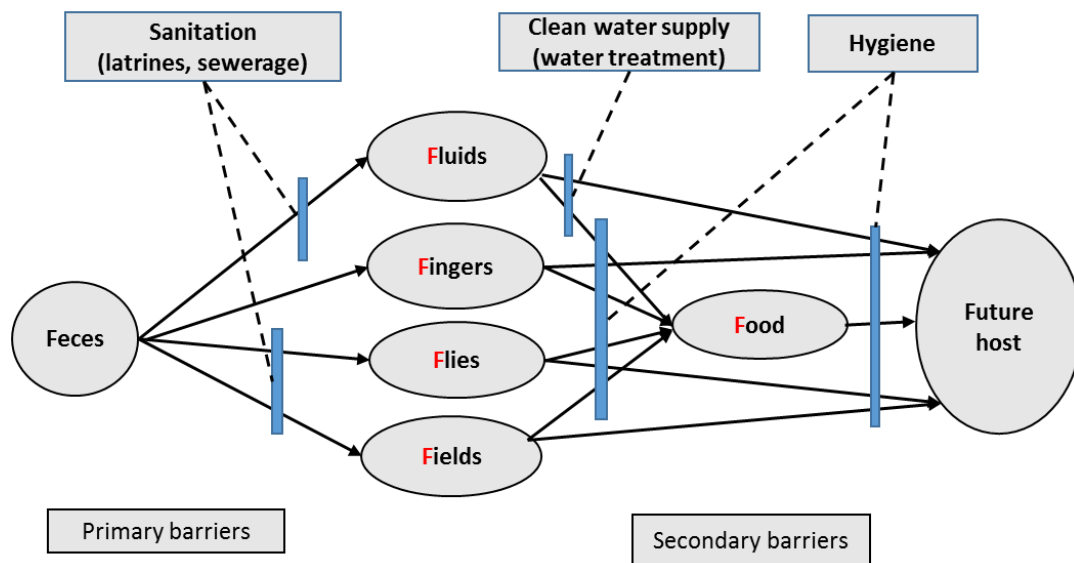 Sanitation
(latrines, sewerage)
Clean water supply
(water treatment)
Hygiene
Fluids
Fingers
Feces
Food
Future
host
Flies
Fields
Primary barriers
Secondary barriers